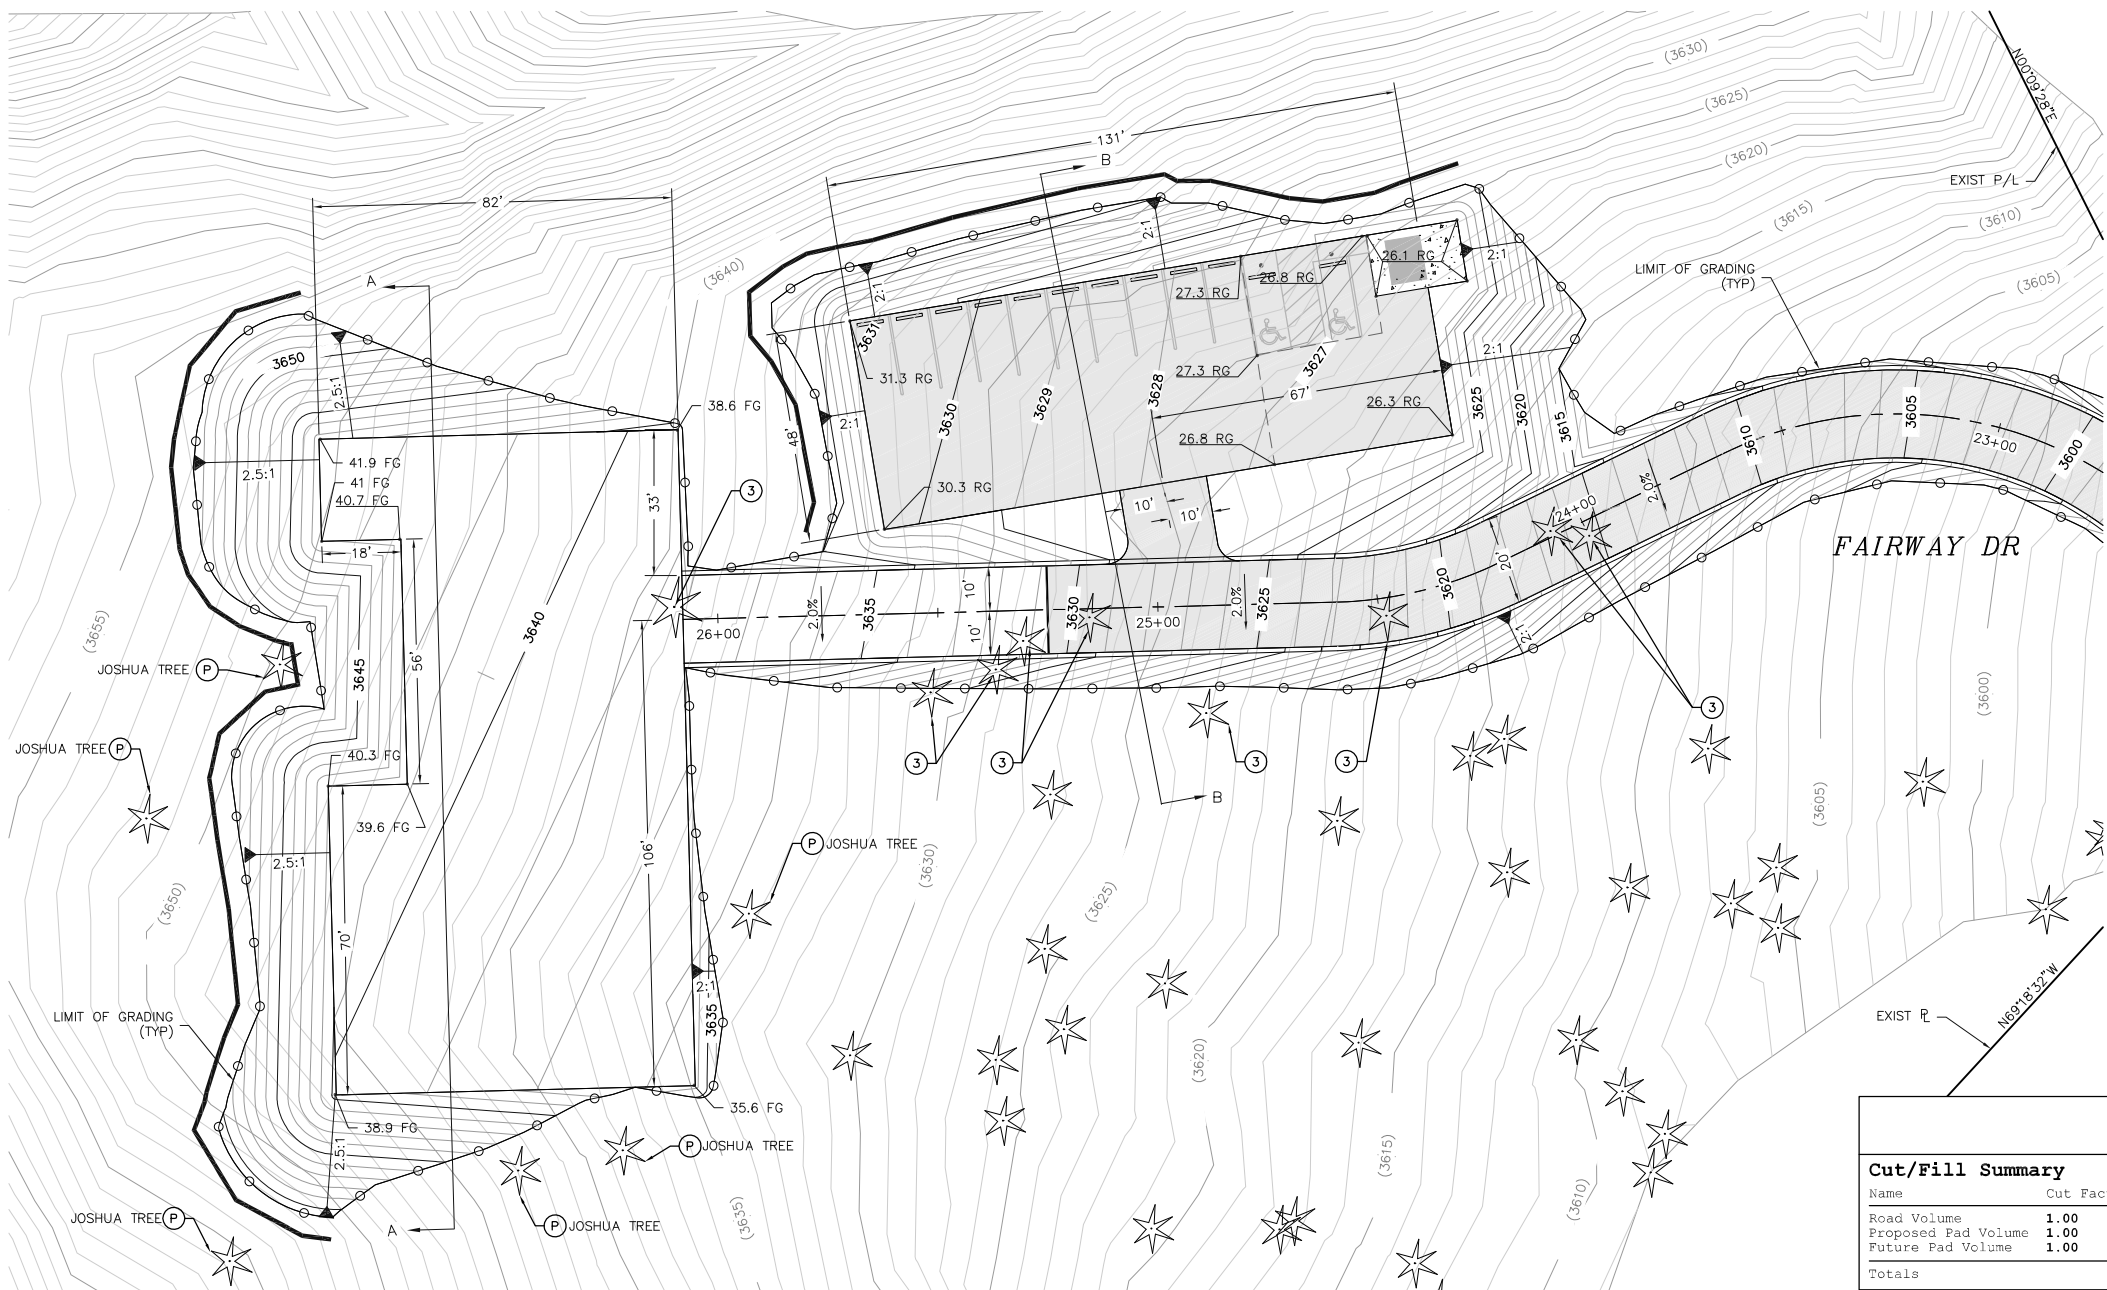 (3630)
N00°09'28"E
(3625)
131'
B
(3620)
EXIST P/L
82'
(3615)
(3610)
2:1
26.1 RG
2:1
(3640)
A
LIMIT OF GRADING
(TYP)
(3605)
26.8 RG
27.3 RG
2:1
3631
3650
2.5:1
31.3 RG
27.3 RG
3627
2:1
3628
67'
3629
3630
26.3 RG
3625
3620
3615
3605
3610
38.6 FG
48'
2:1
26.8 RG
23+00
3600
41.9 FG
2.5:1
41 FG
40.7 FG
33'
3
30.3 RG
10'
10'
2.0%
24+00
FAIRWAY DR
18'
20'
10'
2.0%
3635
3630
2.0%
3625
3620
(3655)
26+00
10'
25+00
2:1
3640
JOSHUA TREE P
3645
56'
(3600)
3
JOSHUA TREE P
40.3 FG
3
3
3
3
B
(3605)
39.6 FG
106'
P JOSHUA TREE
2.5:1
(3630)
(3650)
(3625)
70'
2:1
3635
LIMIT OF GRADING
(TYP)
N69°18'32"W
EXIST PL
(3620)
35.6 FG
38.9 FG
2.5:1
P JOSHUA TREE
(3615)
(3610)
(3635)
JOSHUA TREE P
A
P JOSHUA TREE
Cut/Fill Summary
Name Cut Fac
Road Volume 1.00
Proposed Pad Volume 1.00
Future Pad Volume 1.00
Totals